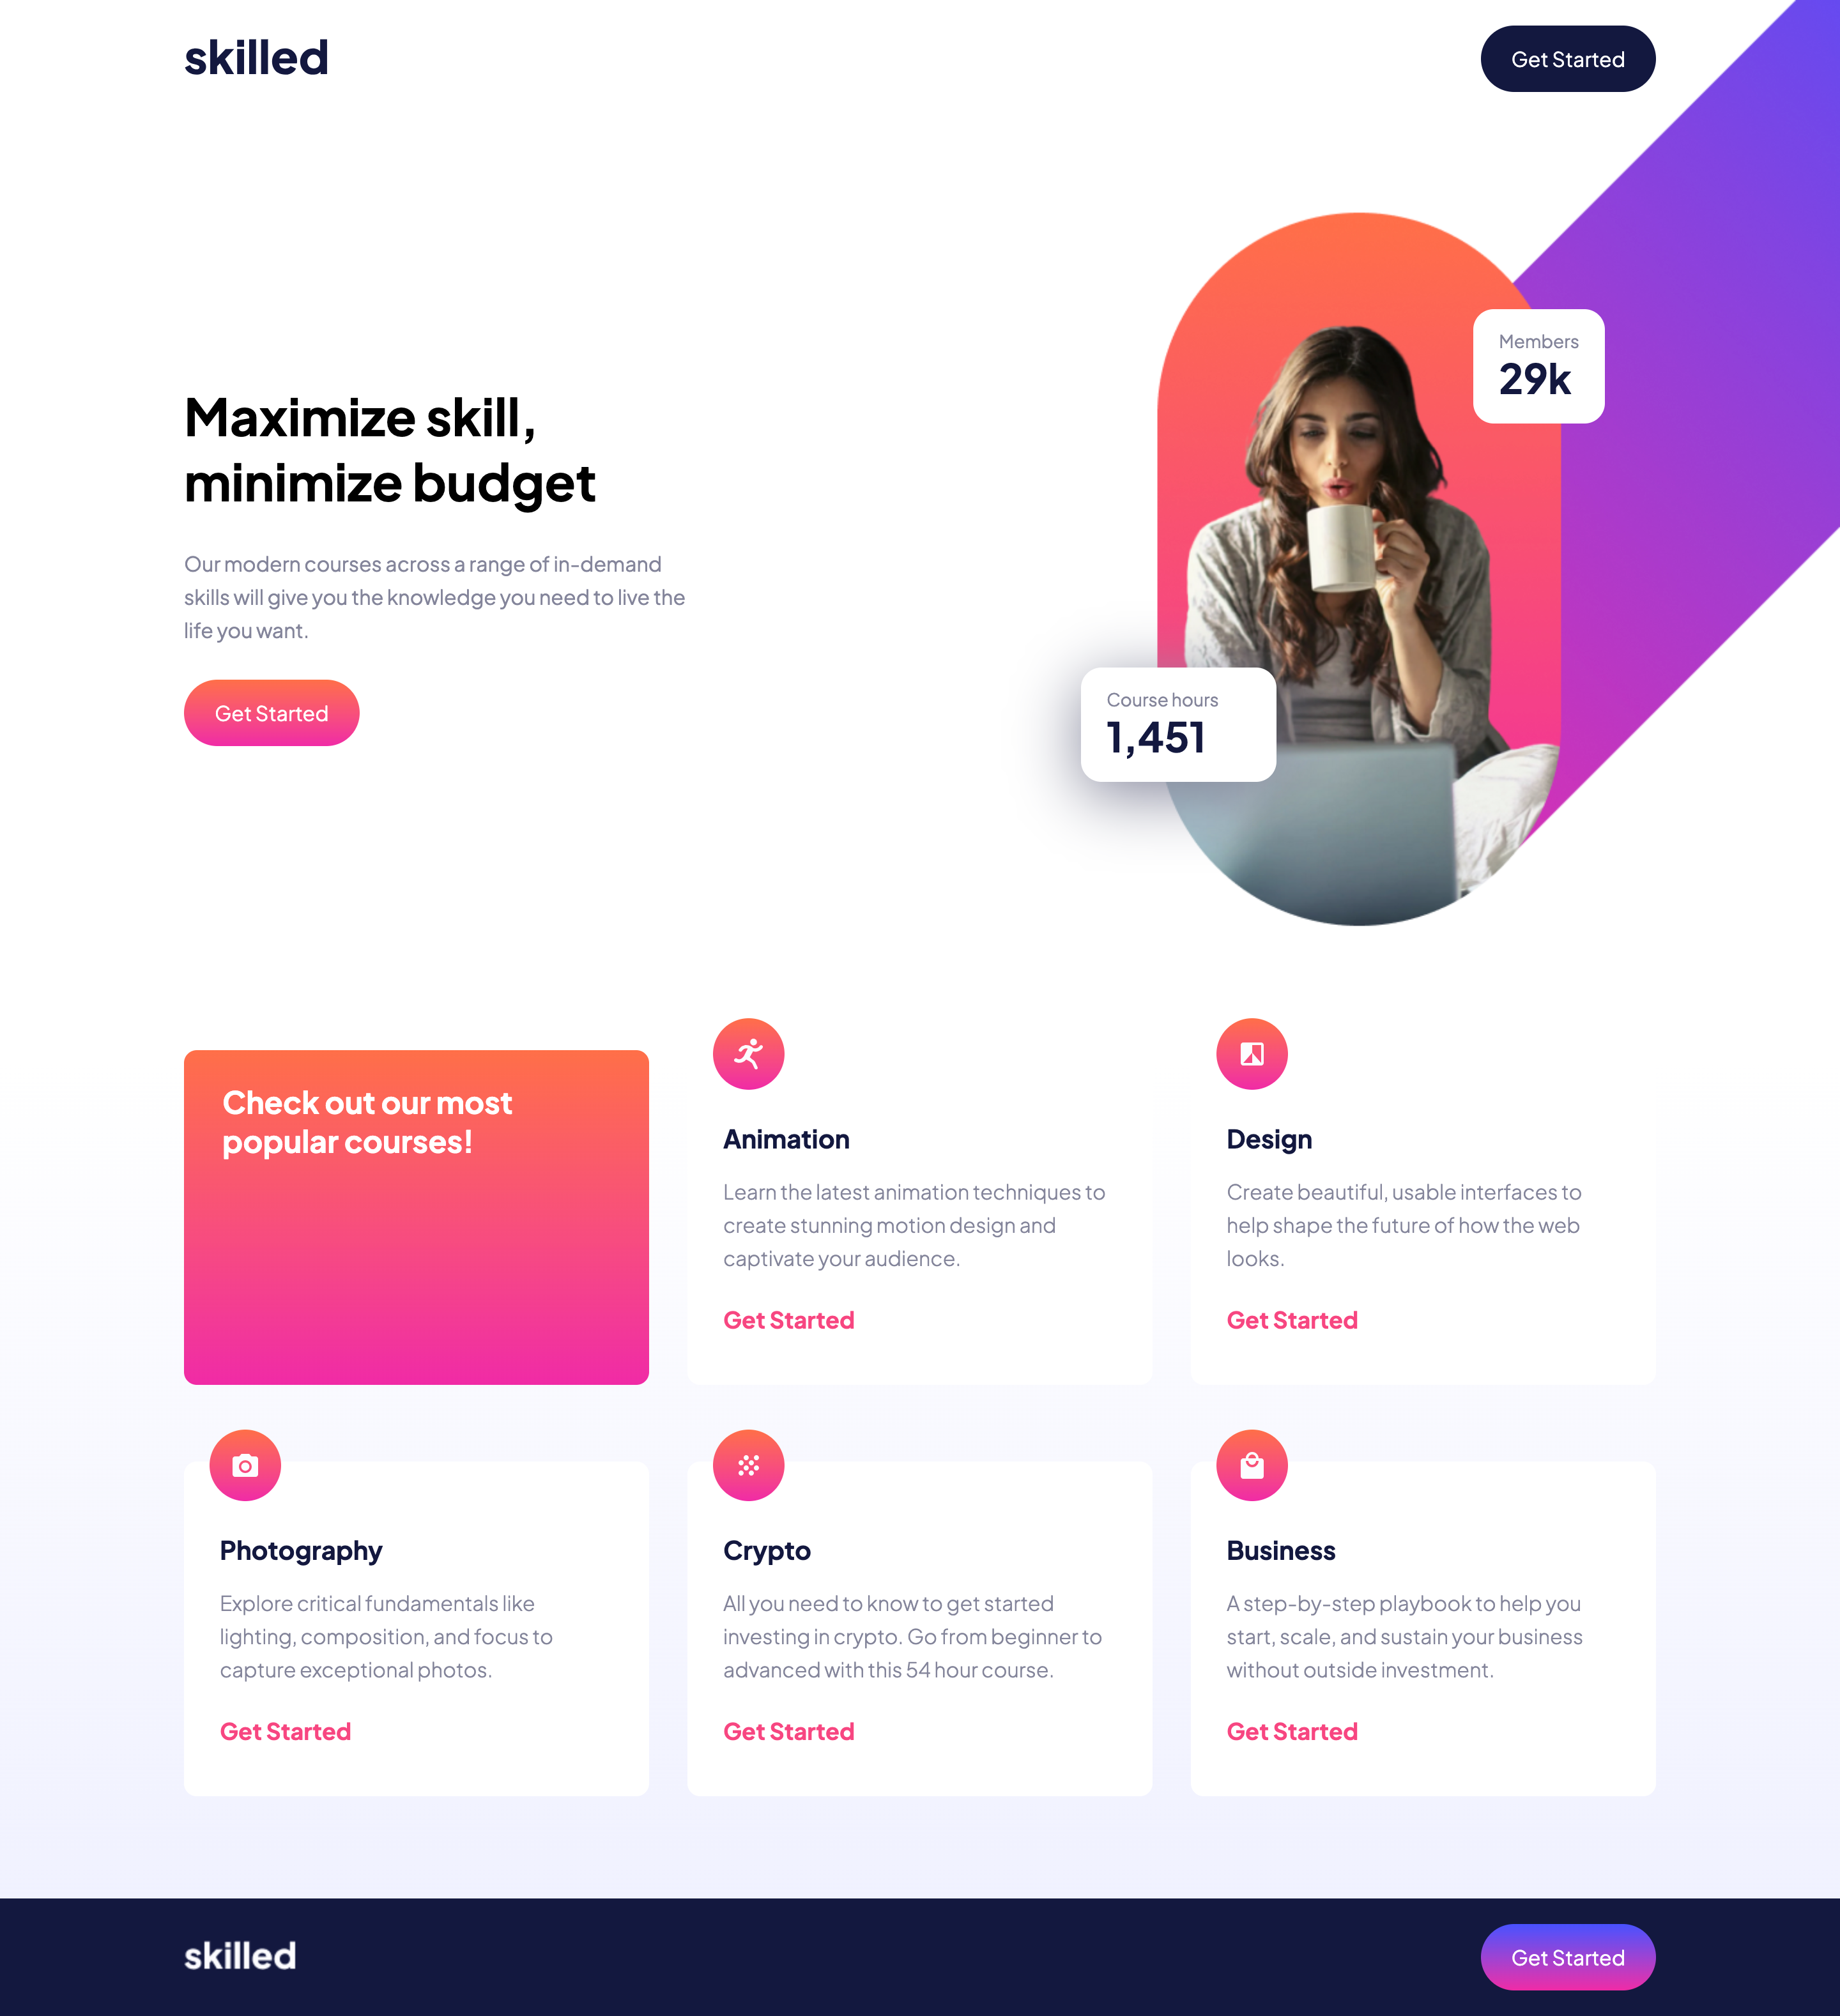 skilled
Get Started
Maximize skill,
minimize budget
Our modern courses across a range of in-demand
skills will give you the knowledge you need to live the
life you want.
Get Started
Members
29k
Course hours
1,451
Check out our most
popular courses!
Animation
Learn the latest animation techniques to
create stunning motion design and
captivate your audience.
Get Started
Design
Create beautiful, usable interfaces to
help shape the future of how the web
looks.
Get Started
Photography
Explore critical fundamentals like
lighting, composition, and focus to
capture exceptional photos.
Get Started
Crypto
All you need to know to get started
investing in crypto. Go from beginner to
advanced with this 54 hour course.
Get Started
Business
A step-by-step playbook to help you
start, scale, and sustain your business
without outside investment.
Get Started
skilled
Get Started